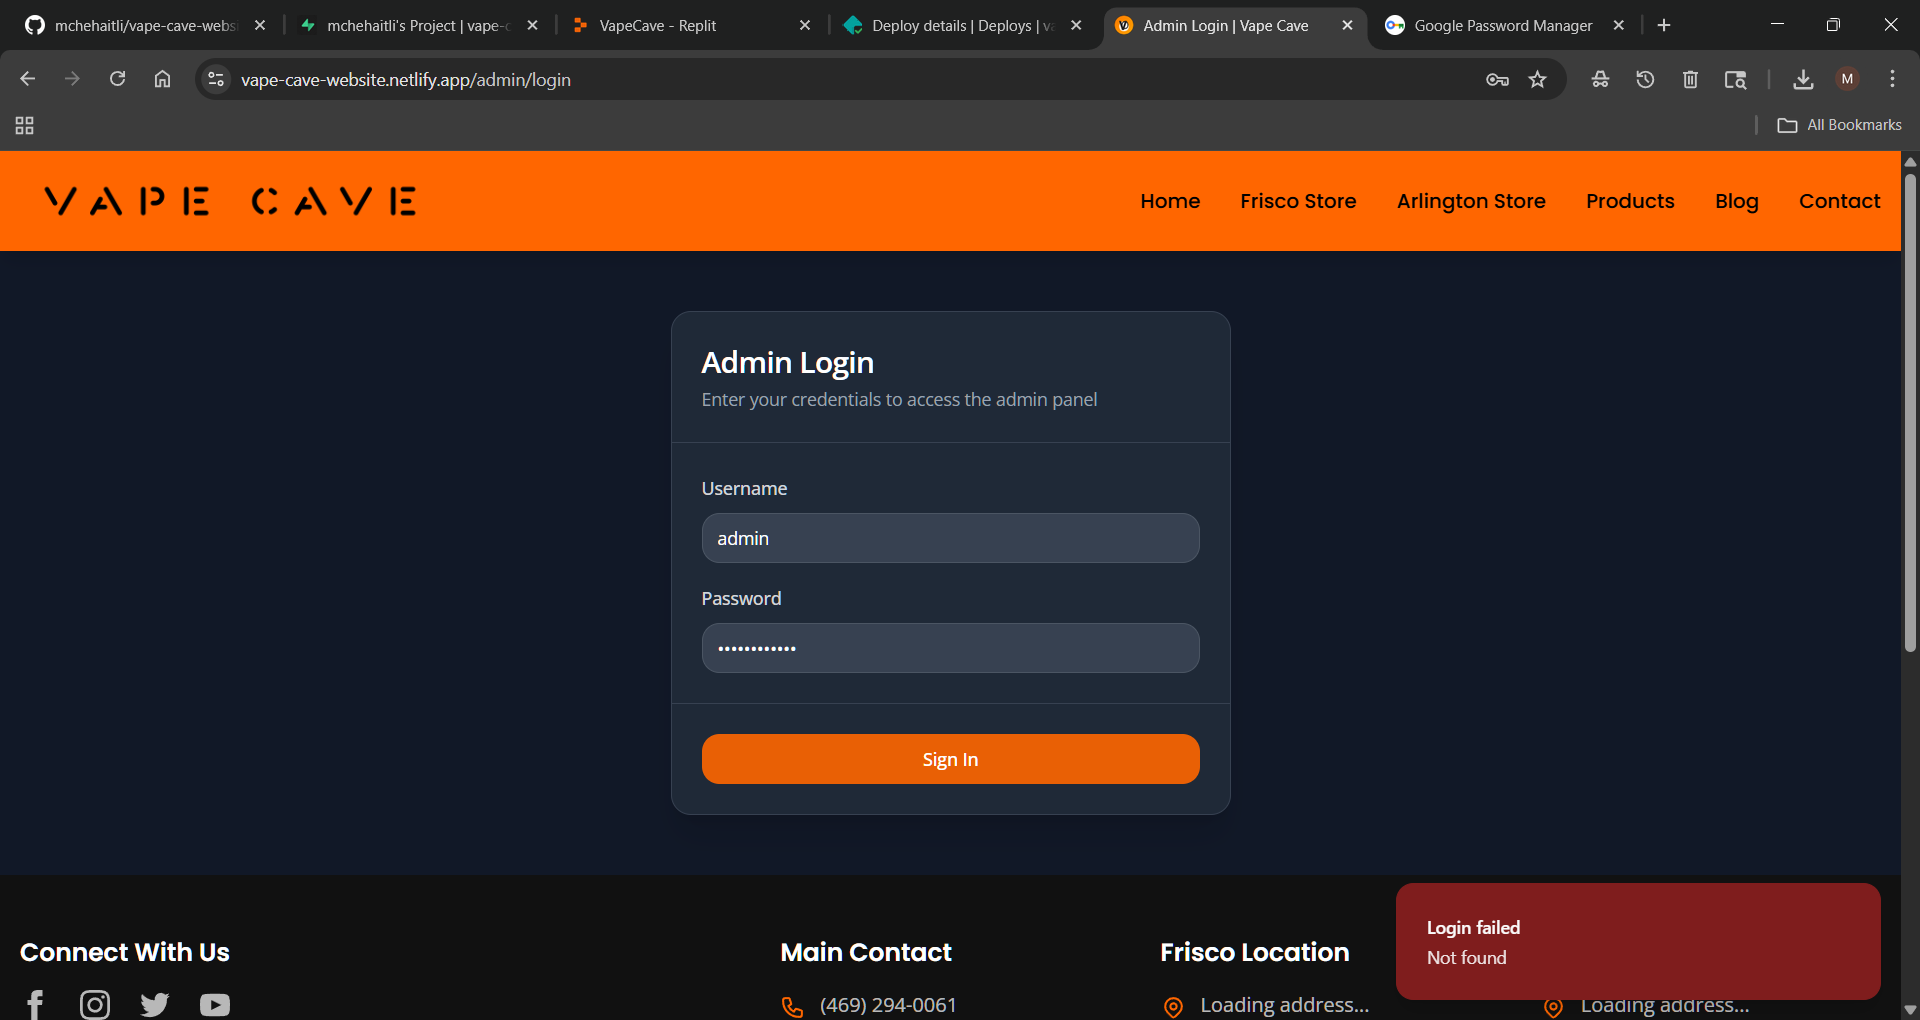 mchehaitli/vape-cave-websi
mchehaitli's Project | vape-c
VapeCave - Replit
Deploy details | Deploys | va
Admin Login | Vape Cave
Google Password Manager
vape-cave-website.netlify.app/admin/login
M
All Bookmarks
VAPE CAVE
Home
Frisco Store
Arlington Store
Products
Blog
Contact
Admin Login
Enter your credentials to access the admin panel
Username
admin
Password
••••••••••••
Sign In
Connect With Us
Main Contact
(469) 294-0061
Frisco Location
Loading address...
Loading address...
Login failed
Not found